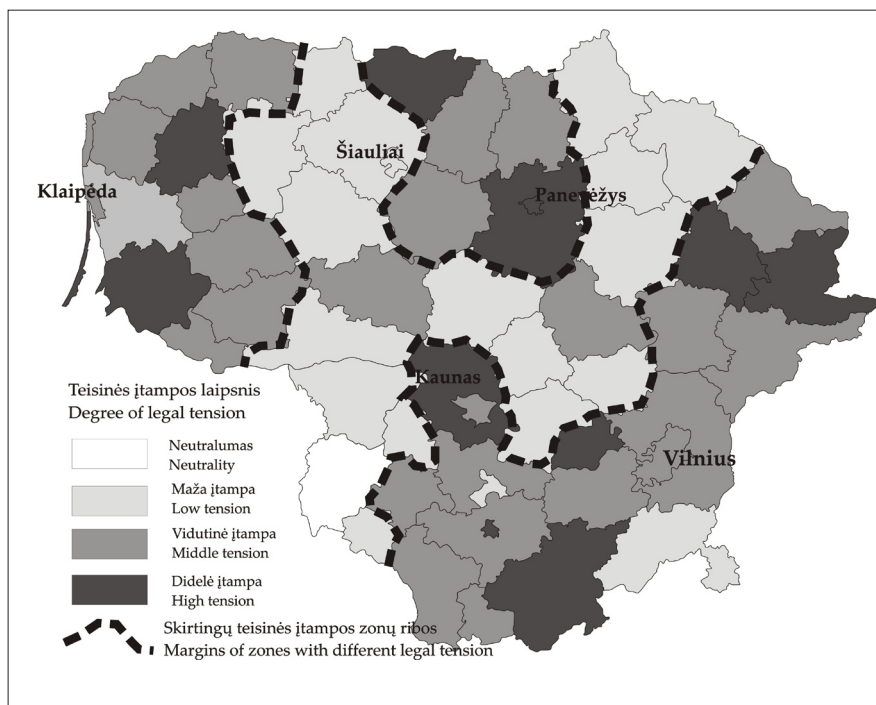 Šiauliai
Klaipėda
Panevėžys
Kaunas
Vilnius
Teisinės įtampos laipsnis
Degree of legal tension
Neutralumas
Neutrality
Maža įtampa
Low tension
Vidutinė įtampa
Middle tension
Didelė įtampa
High tension
Skirtingų teisinės įtampos zonų ribos
Margins of zones with different legal tension